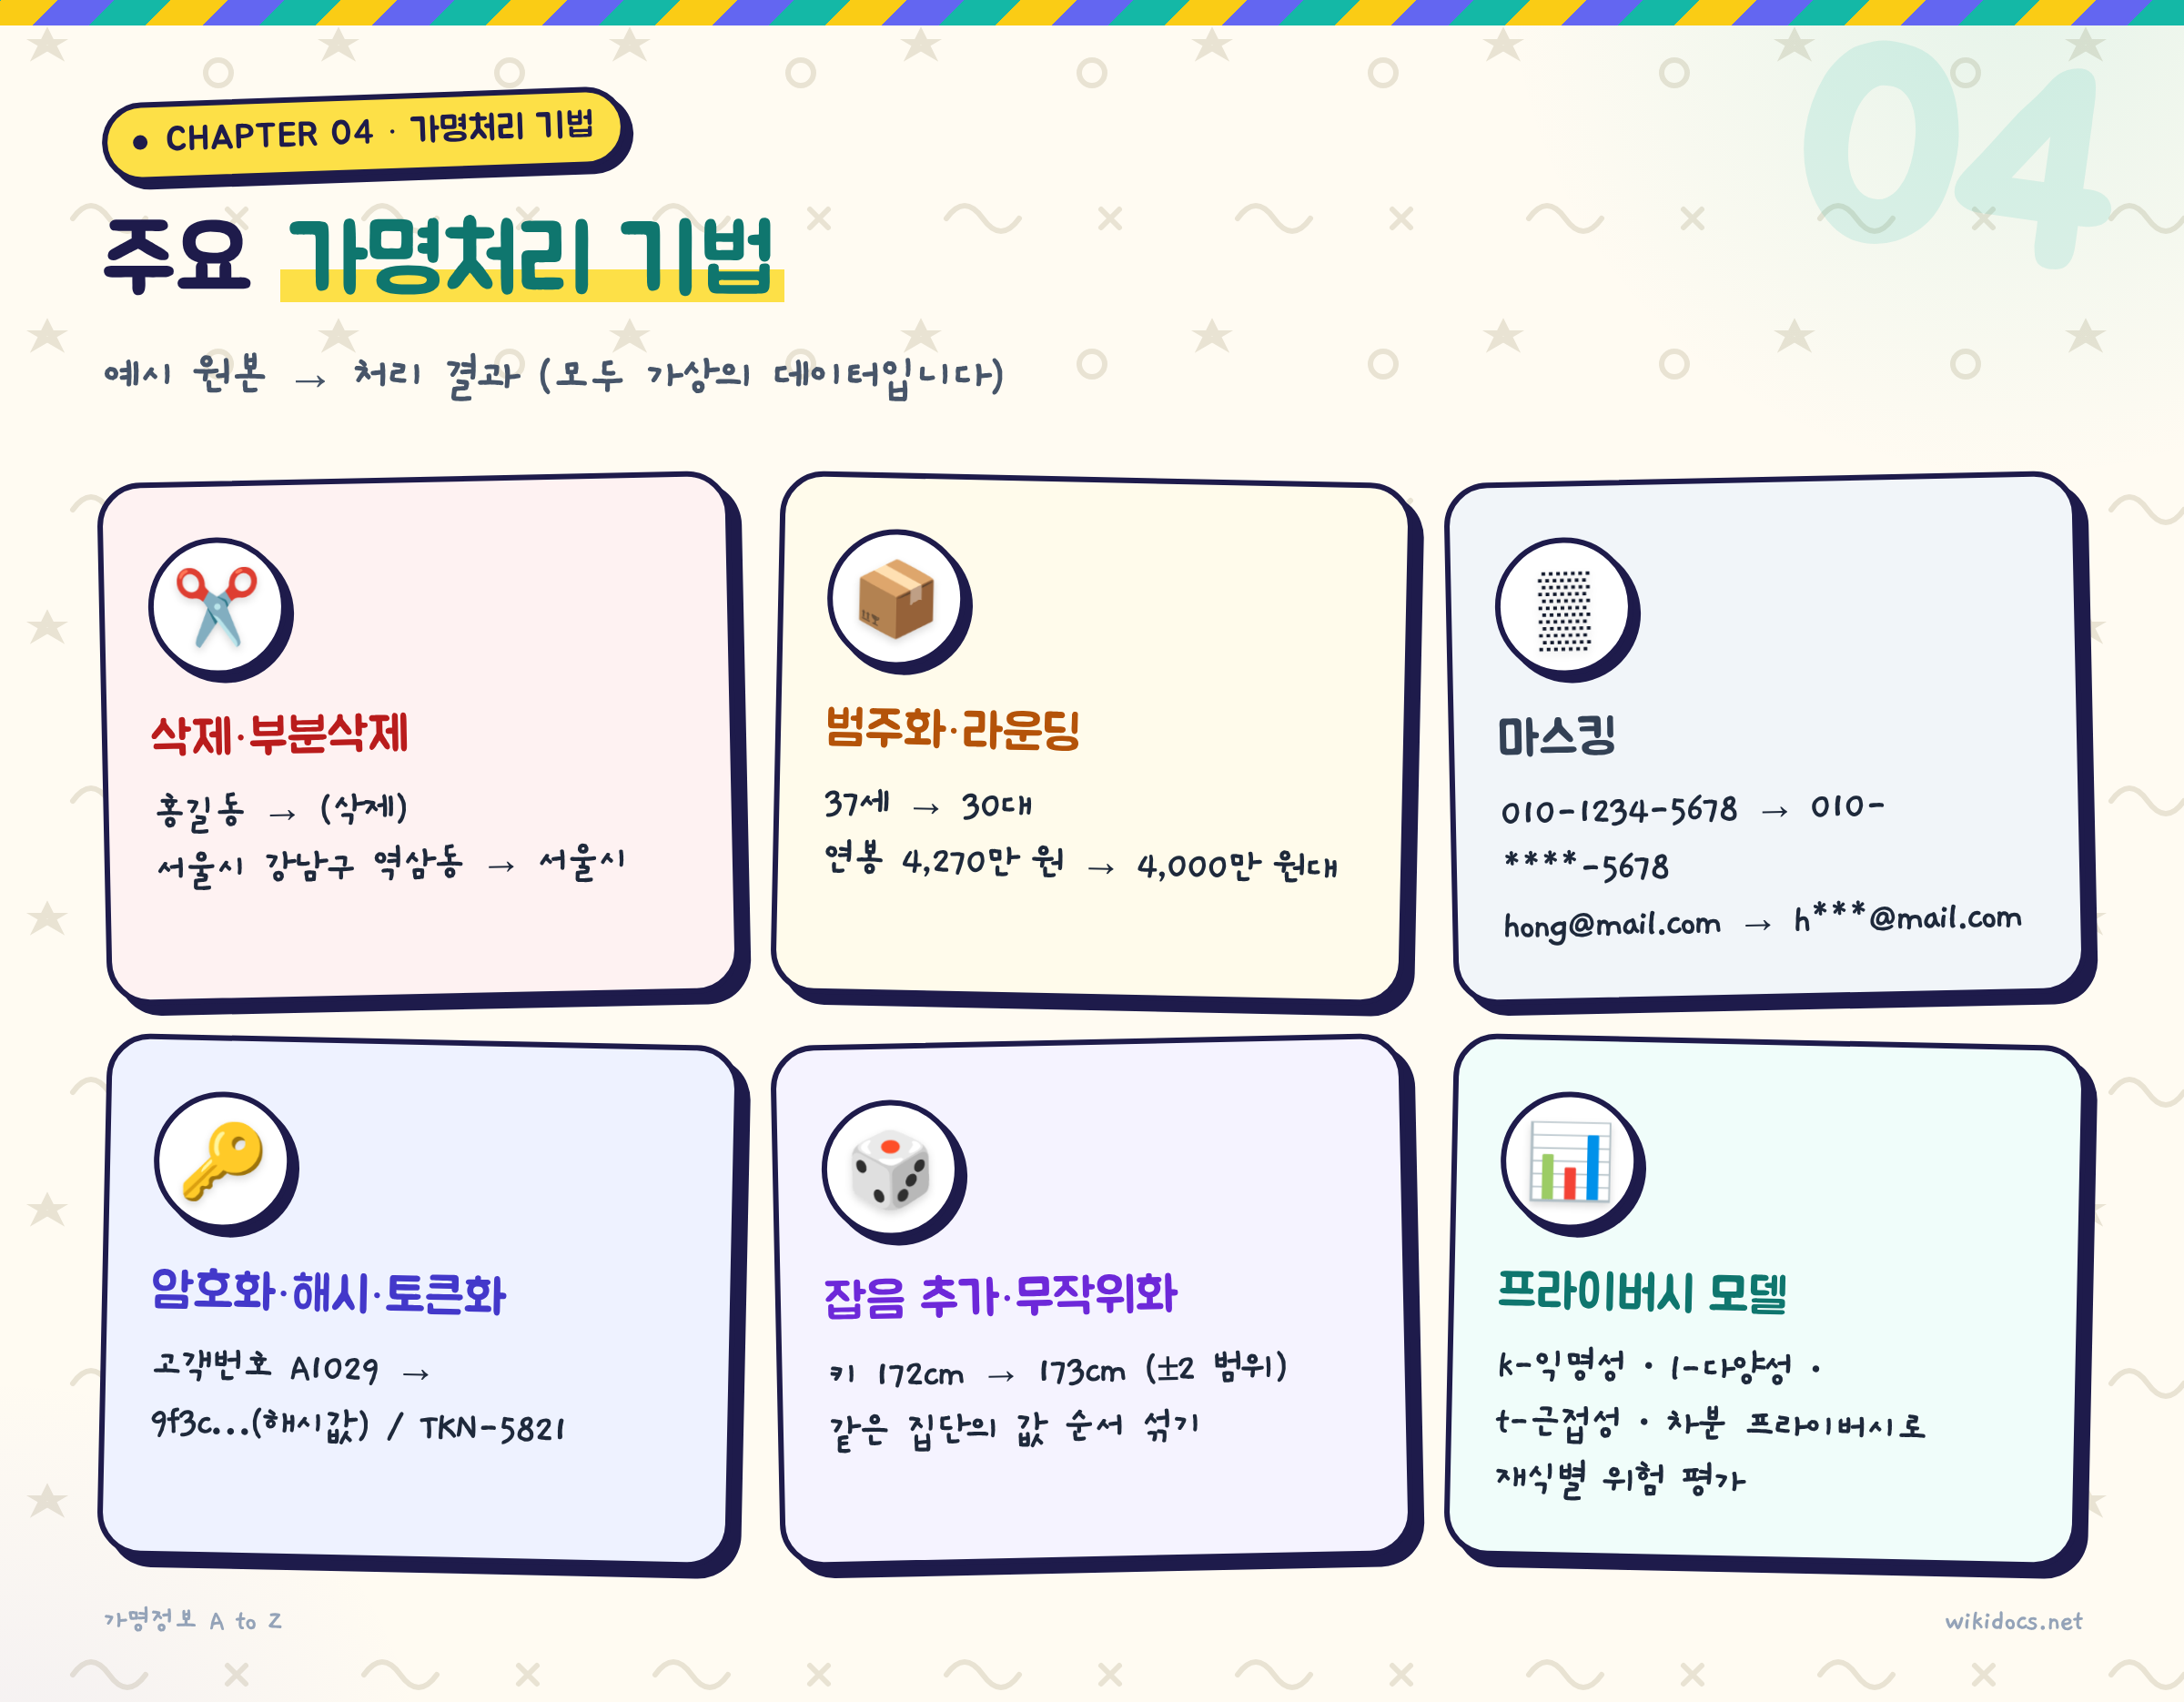 04
CHAPTER 04 · 가명처리 기법
주요 가명처리 기법
예시 원본 → 처리 결과 (모두 가상의 데이터입니다)
삭제·부분삭제
홍길동 → (삭제)
서울시 강남구 역삼동 → 서울시
범주화·라운딩
37세 → 30대
연봉 4,270만 원 → 4,000만 원대
마스킹
010-1234-5678 → 010-
****-5678
hong@mail.com → h***@mail.com
암호화·해시·토큰화
고객번호 A1029 →
9f3c...(해시값) / TKN-5821
잡음 추가·무작위화
키 172cm → 173cm (±2 범위)
같은 집단의 값 순서 섞기
프라이버시 모델
k-익명성 · l-다양성 ·
t-근접성 · 차분 프라이버시로
재식별 위험 평가
가명정보 A to Z
wikidocs.net